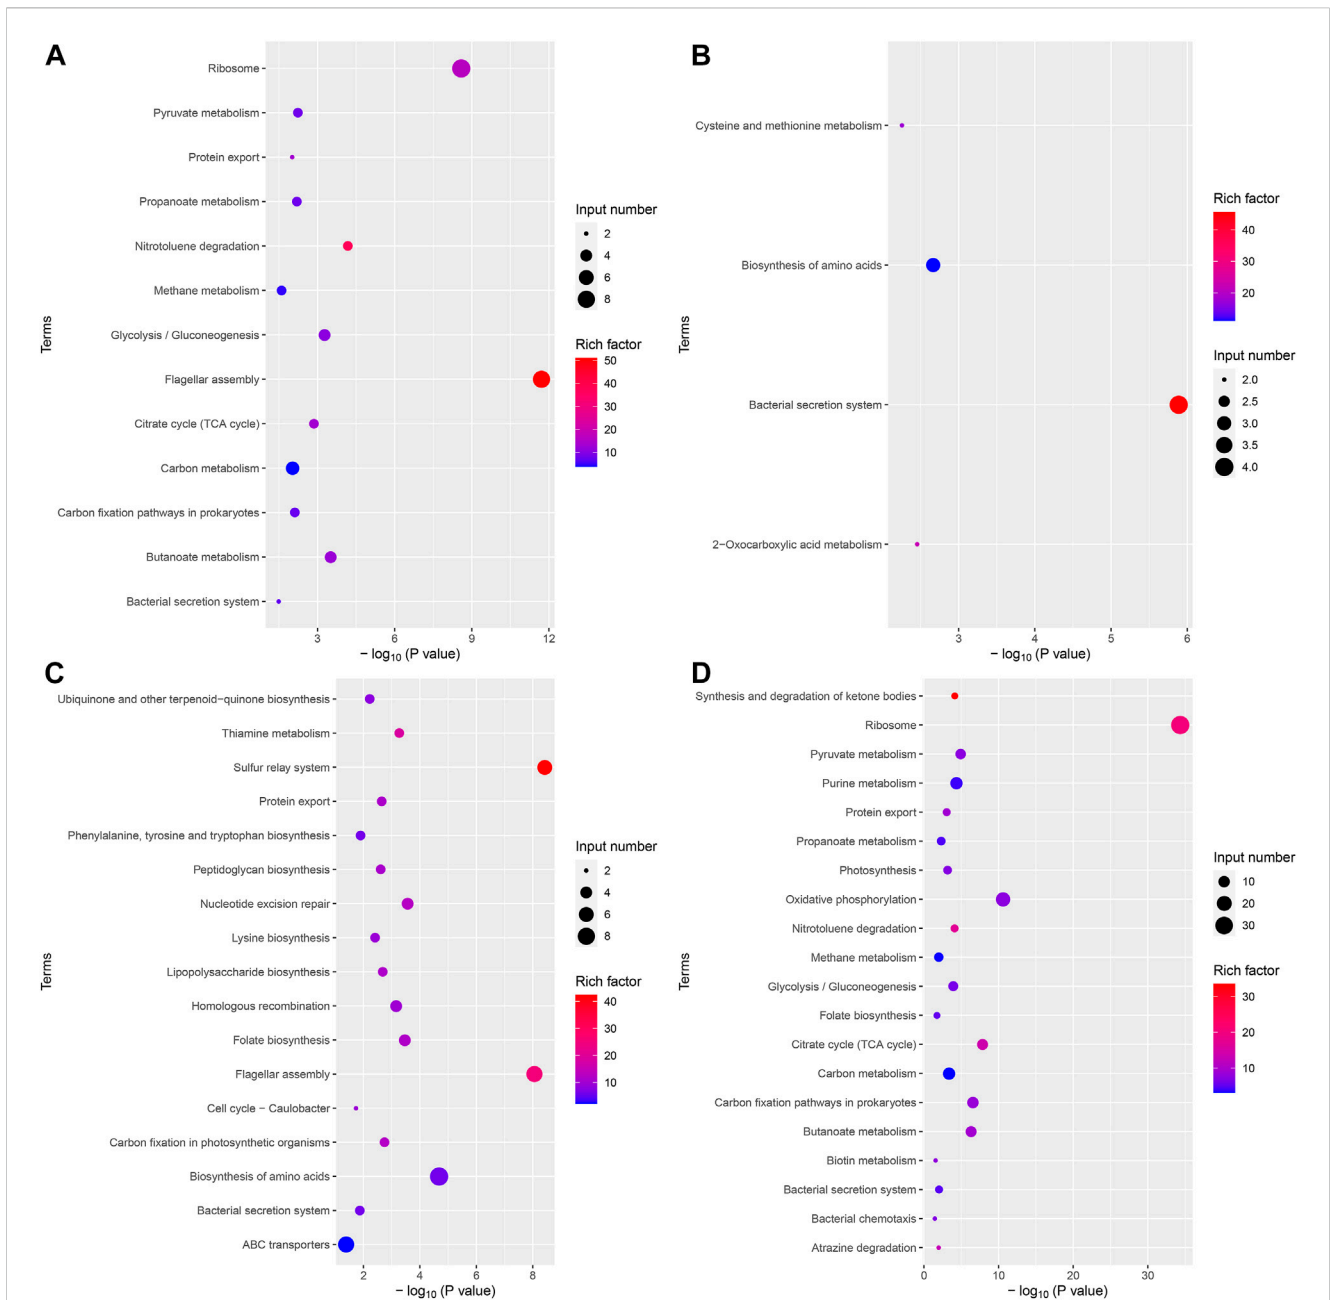 A
Ribosome
Pyruvate metabolism
Protein export
Propanoate metabolism
Nitrotoluene degradation
Methane metabolism
Glycolysis / Gluconeogenesis
Flagellar assembly
Citrate cycle (TCA cycle)
Carbon metabolism
Carbon fixation pathways in prokaryotes
Butanoate metabolism
Bacterial secretion system
Terms
3 6 9 12
− log10 (P value)
Input number
2
4
6
8
Rich factor
50
40
30
20
10
B
Cysteine and methionine metabolism
Biosynthesis of amino acids
Bacterial secretion system
2−Oxocarboxylic acid metabolism
Terms
3 4 5 6
− log10 (P value)
Rich factor
40
30
20
Input number
2.0
2.5
3.0
3.5
4.0
C
Ubiquinone and other terpenoid−quinone biosynthesis
Thiamine metabolism
Sulfur relay system
Protein export
Phenylalanine, tyrosine and tryptophan biosynthesis
Peptidoglycan biosynthesis
Nucleotide excision repair
Lysine biosynthesis
Lipopolysaccharide biosynthesis
Homologous recombination
Folate biosynthesis
Flagellar assembly
Cell cycle − Caulobacter
Carbon fixation in photosynthetic organisms
Biosynthesis of amino acids
Bacterial secretion system
ABC transporters
Terms
2 4 6 8
− log10 (P value)
Input number
2
4
6
8
Rich factor
40
30
20
10
D
Synthesis and degradation of ketone bodies
Ribosome
Pyruvate metabolism
Purine metabolism
Protein export
Propanoate metabolism
Photosynthesis
Oxidative phosphorylation
Nitrotoluene degradation
Methane metabolism
Glycolysis / Gluconeogenesis
Folate biosynthesis
Citrate cycle (TCA cycle)
Carbon metabolism
Carbon fixation pathways in prokaryotes
Butanoate metabolism
Biotin metabolism
Bacterial secretion system
Bacterial chemotaxis
Atrazine degradation
Terms
0 10 20 30
− log10 (P value)
Input number
10
20
30
Rich factor
30
20
10